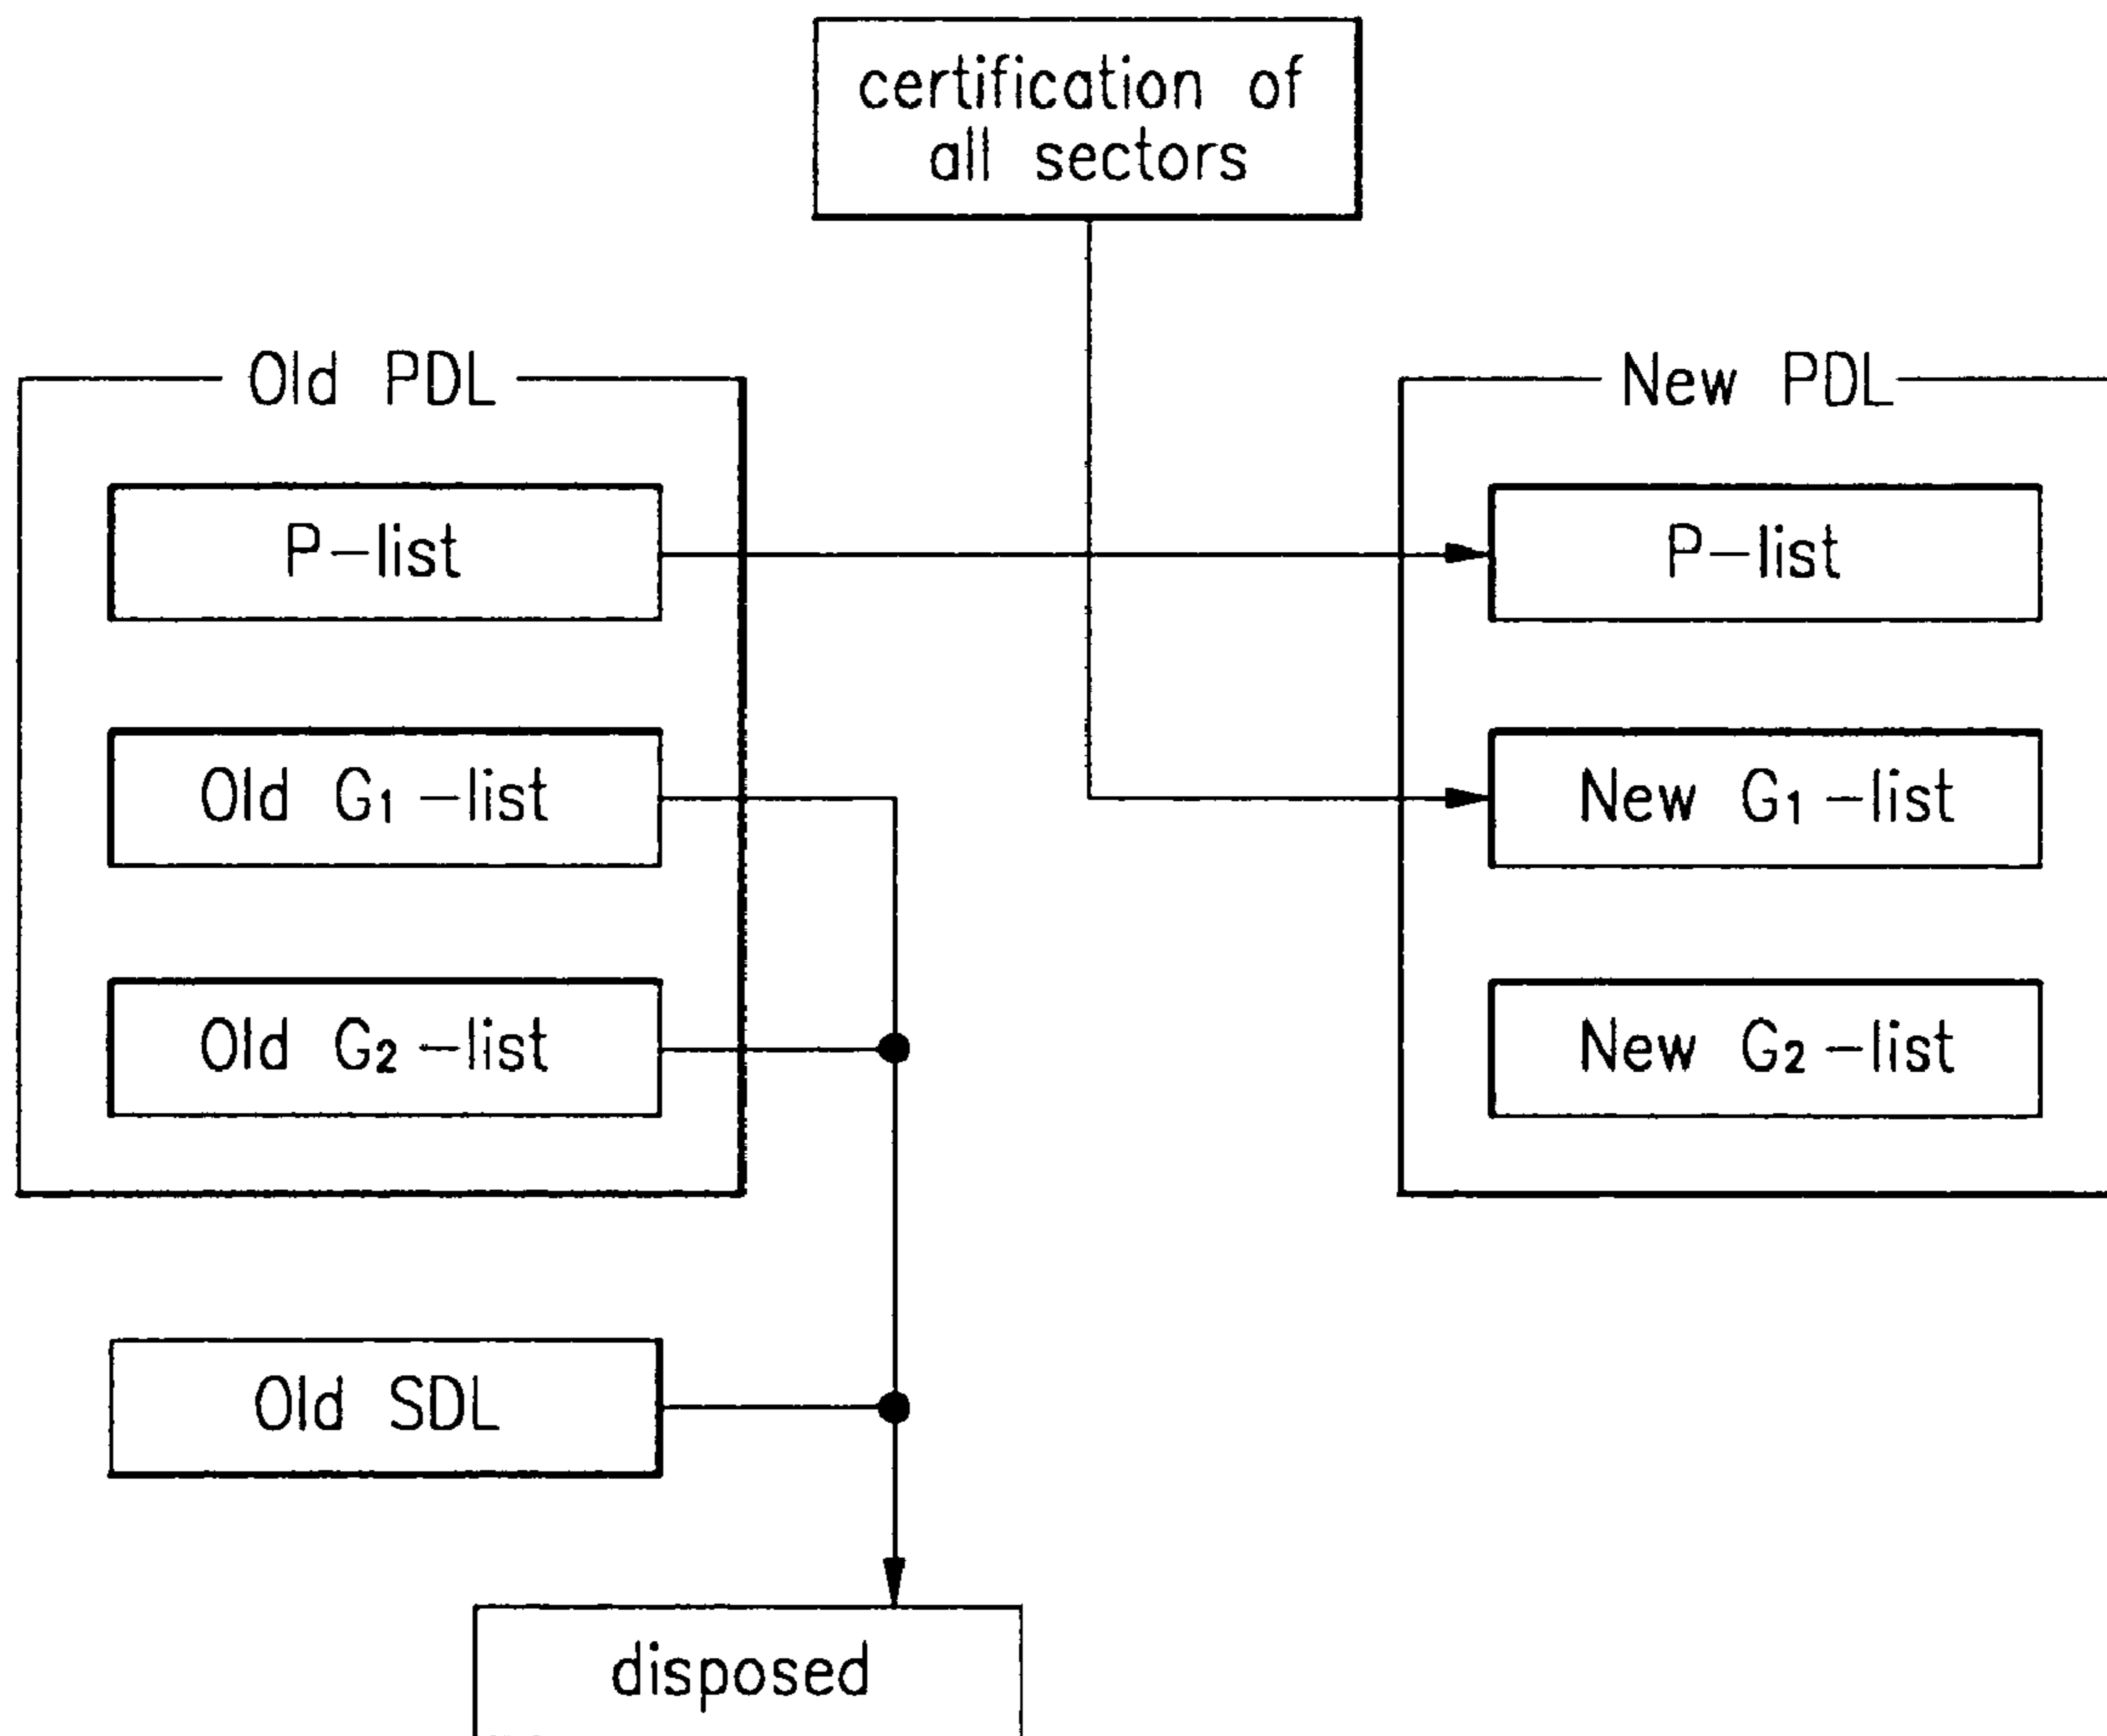 certification of
all sectors
Old PDL
P-list
Old G1-list
Old G2-list
Old SDL
New PDL
P-list
New G1-list
New G2-list
disposed